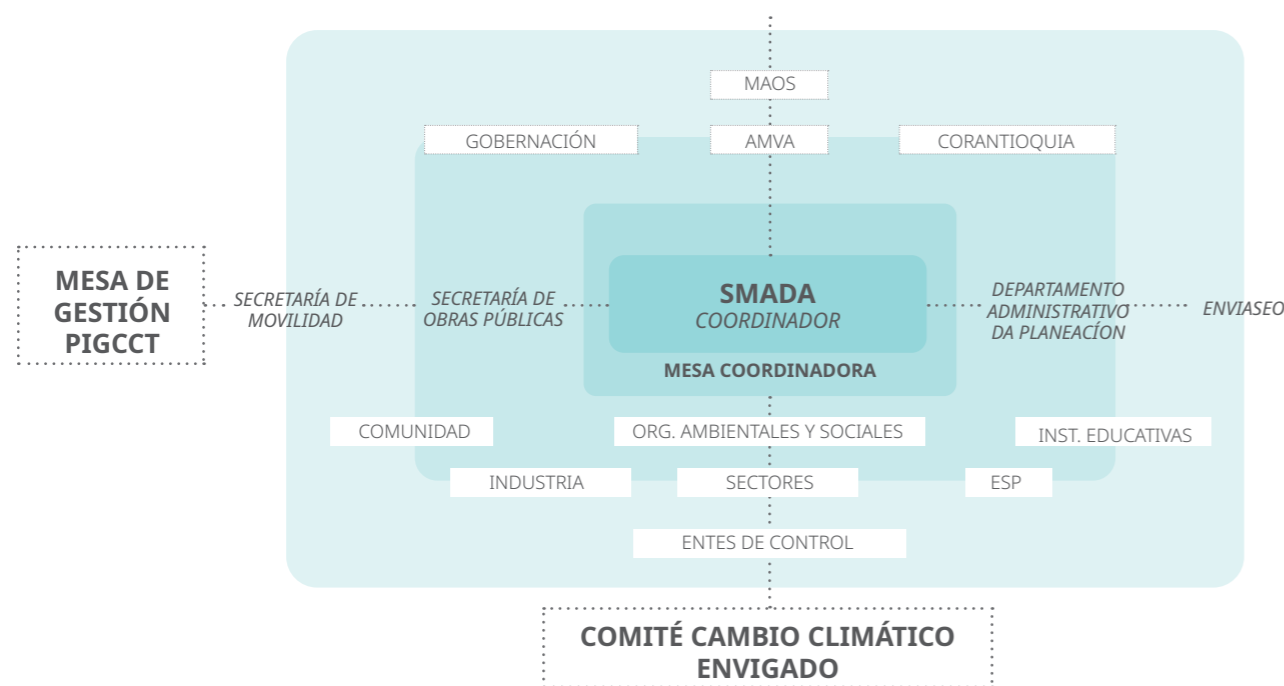 MAOS
GOBERNACIÓN
AMVA
CORANTIOQUIA
MESA DE
GESTIÓN
PIGCCT
SECRETARÍA DE
MOVILIDAD
SECRETARÍA DE
OBRAS PÚBLICAS
SMADA
COORDINADOR
DEPARTAMENTO
ADMINISTRATIVO
DA PLANEACÍON
ENVIASEO
MESA COORDINADORA
COMUNIDAD
ORG. AMBIENTALES Y SOCIALES
INST. EDUCATIVAS
INDUSTRIA
SECTORES
ESP
ENTES DE CONTROL
COMITÉ CAMBIO CLIMÁTICO
ENVIGADO